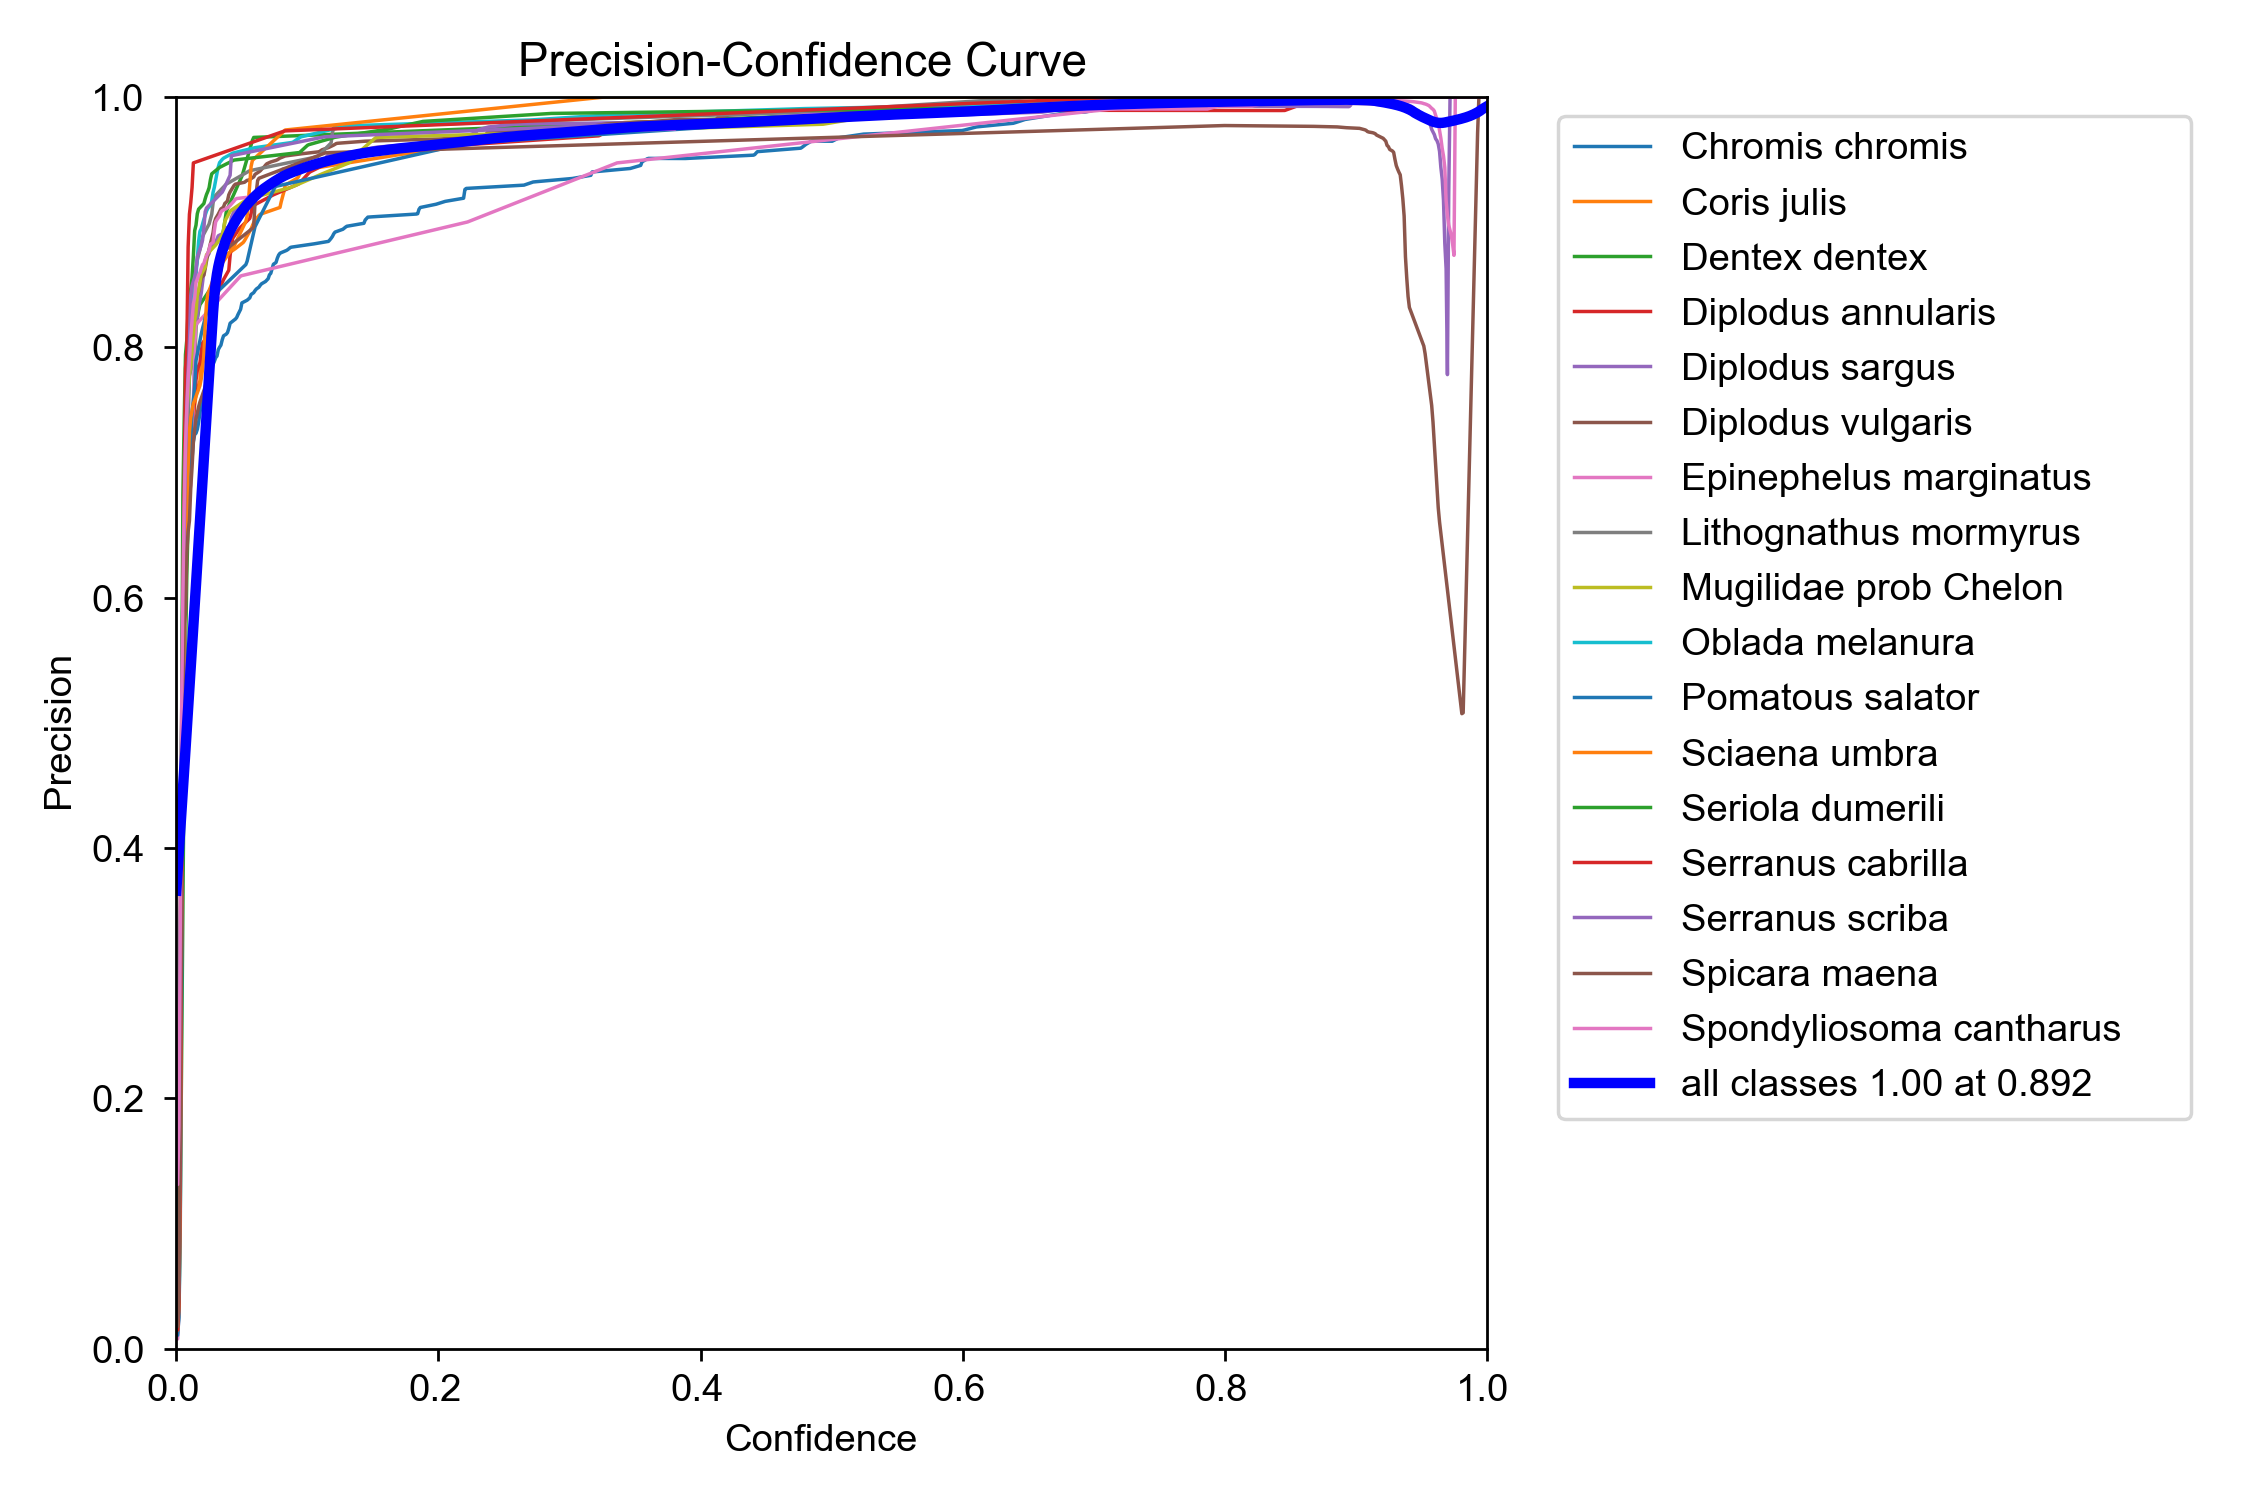 Precision-Confidence Curve
1.0
0.8
0.6
0.4
0.2
0.0
Precision
0.0 0.2 0.4 0.6 0.8 1.0
Confidence
Chromis chromis
Coris julis
Dentex dentex
Diplodus annularis
Diplodus sargus
Diplodus vulgaris
Epinephelus marginatus
Lithognathus mormyrus
Mugilidae prob Chelon
Oblada melanura
Pomatous salator
Sciaena umbra
Seriola dumerili
Serranus cabrilla
Serranus scriba
Spicara maena
Spondyliosoma cantharus
all classes 1.00 at 0.892